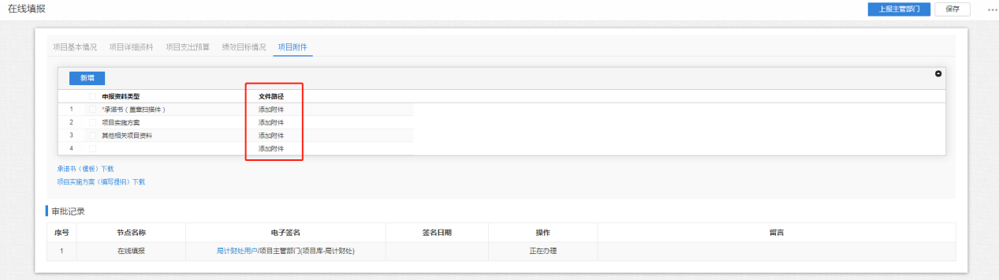 在线填报 上报主管部门 保存 ...
项目基本情况 项目详细资料 项目支出预算 绩效目标情况 项目附件
新增
申报资料类型 文件路径
1 *承诺书（盖章扫描件） 添加附件
2 项目实施方案 添加附件
3 其他相关项目资料 添加附件
4 添加附件
承诺书（模板）下载
项目实施方案（编写提纲）下载
审批记录
序号 节点名称 电子签名 签名日期 操作 留言
1 在线填报 局计财处用户/项目主管部门(项目库-局计财处) 正在办理